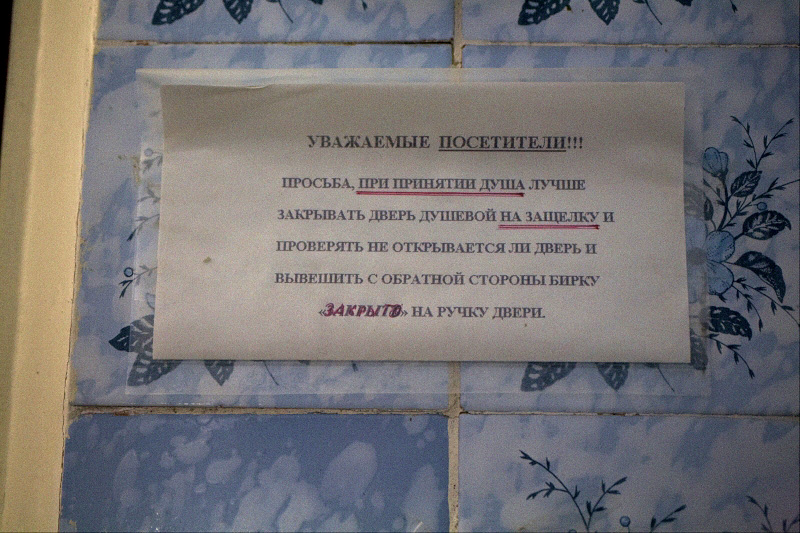 УВАЖАЕМЫЕ ПОСЕТИТЕЛИ!!!
ПРОСЬБА, ПРИ ПРИНЯТИИ ДУША ЛУЧШЕ
ЗАКРЫВАТЬ ДВЕРЬ ДУШЕВОЙ НА ЗАЩЕЛКУ И
ПРОВЕРЯТЬ НЕ ОТКРЫВАЕТСЯ ЛИ ДВЕРЬ И
ВЫВЕШИТЬ С ОБРАТНОЙ СТОРОНЫ БИРКУ
«ЗАКРЫТО» НА РУЧКУ ДВЕРИ.